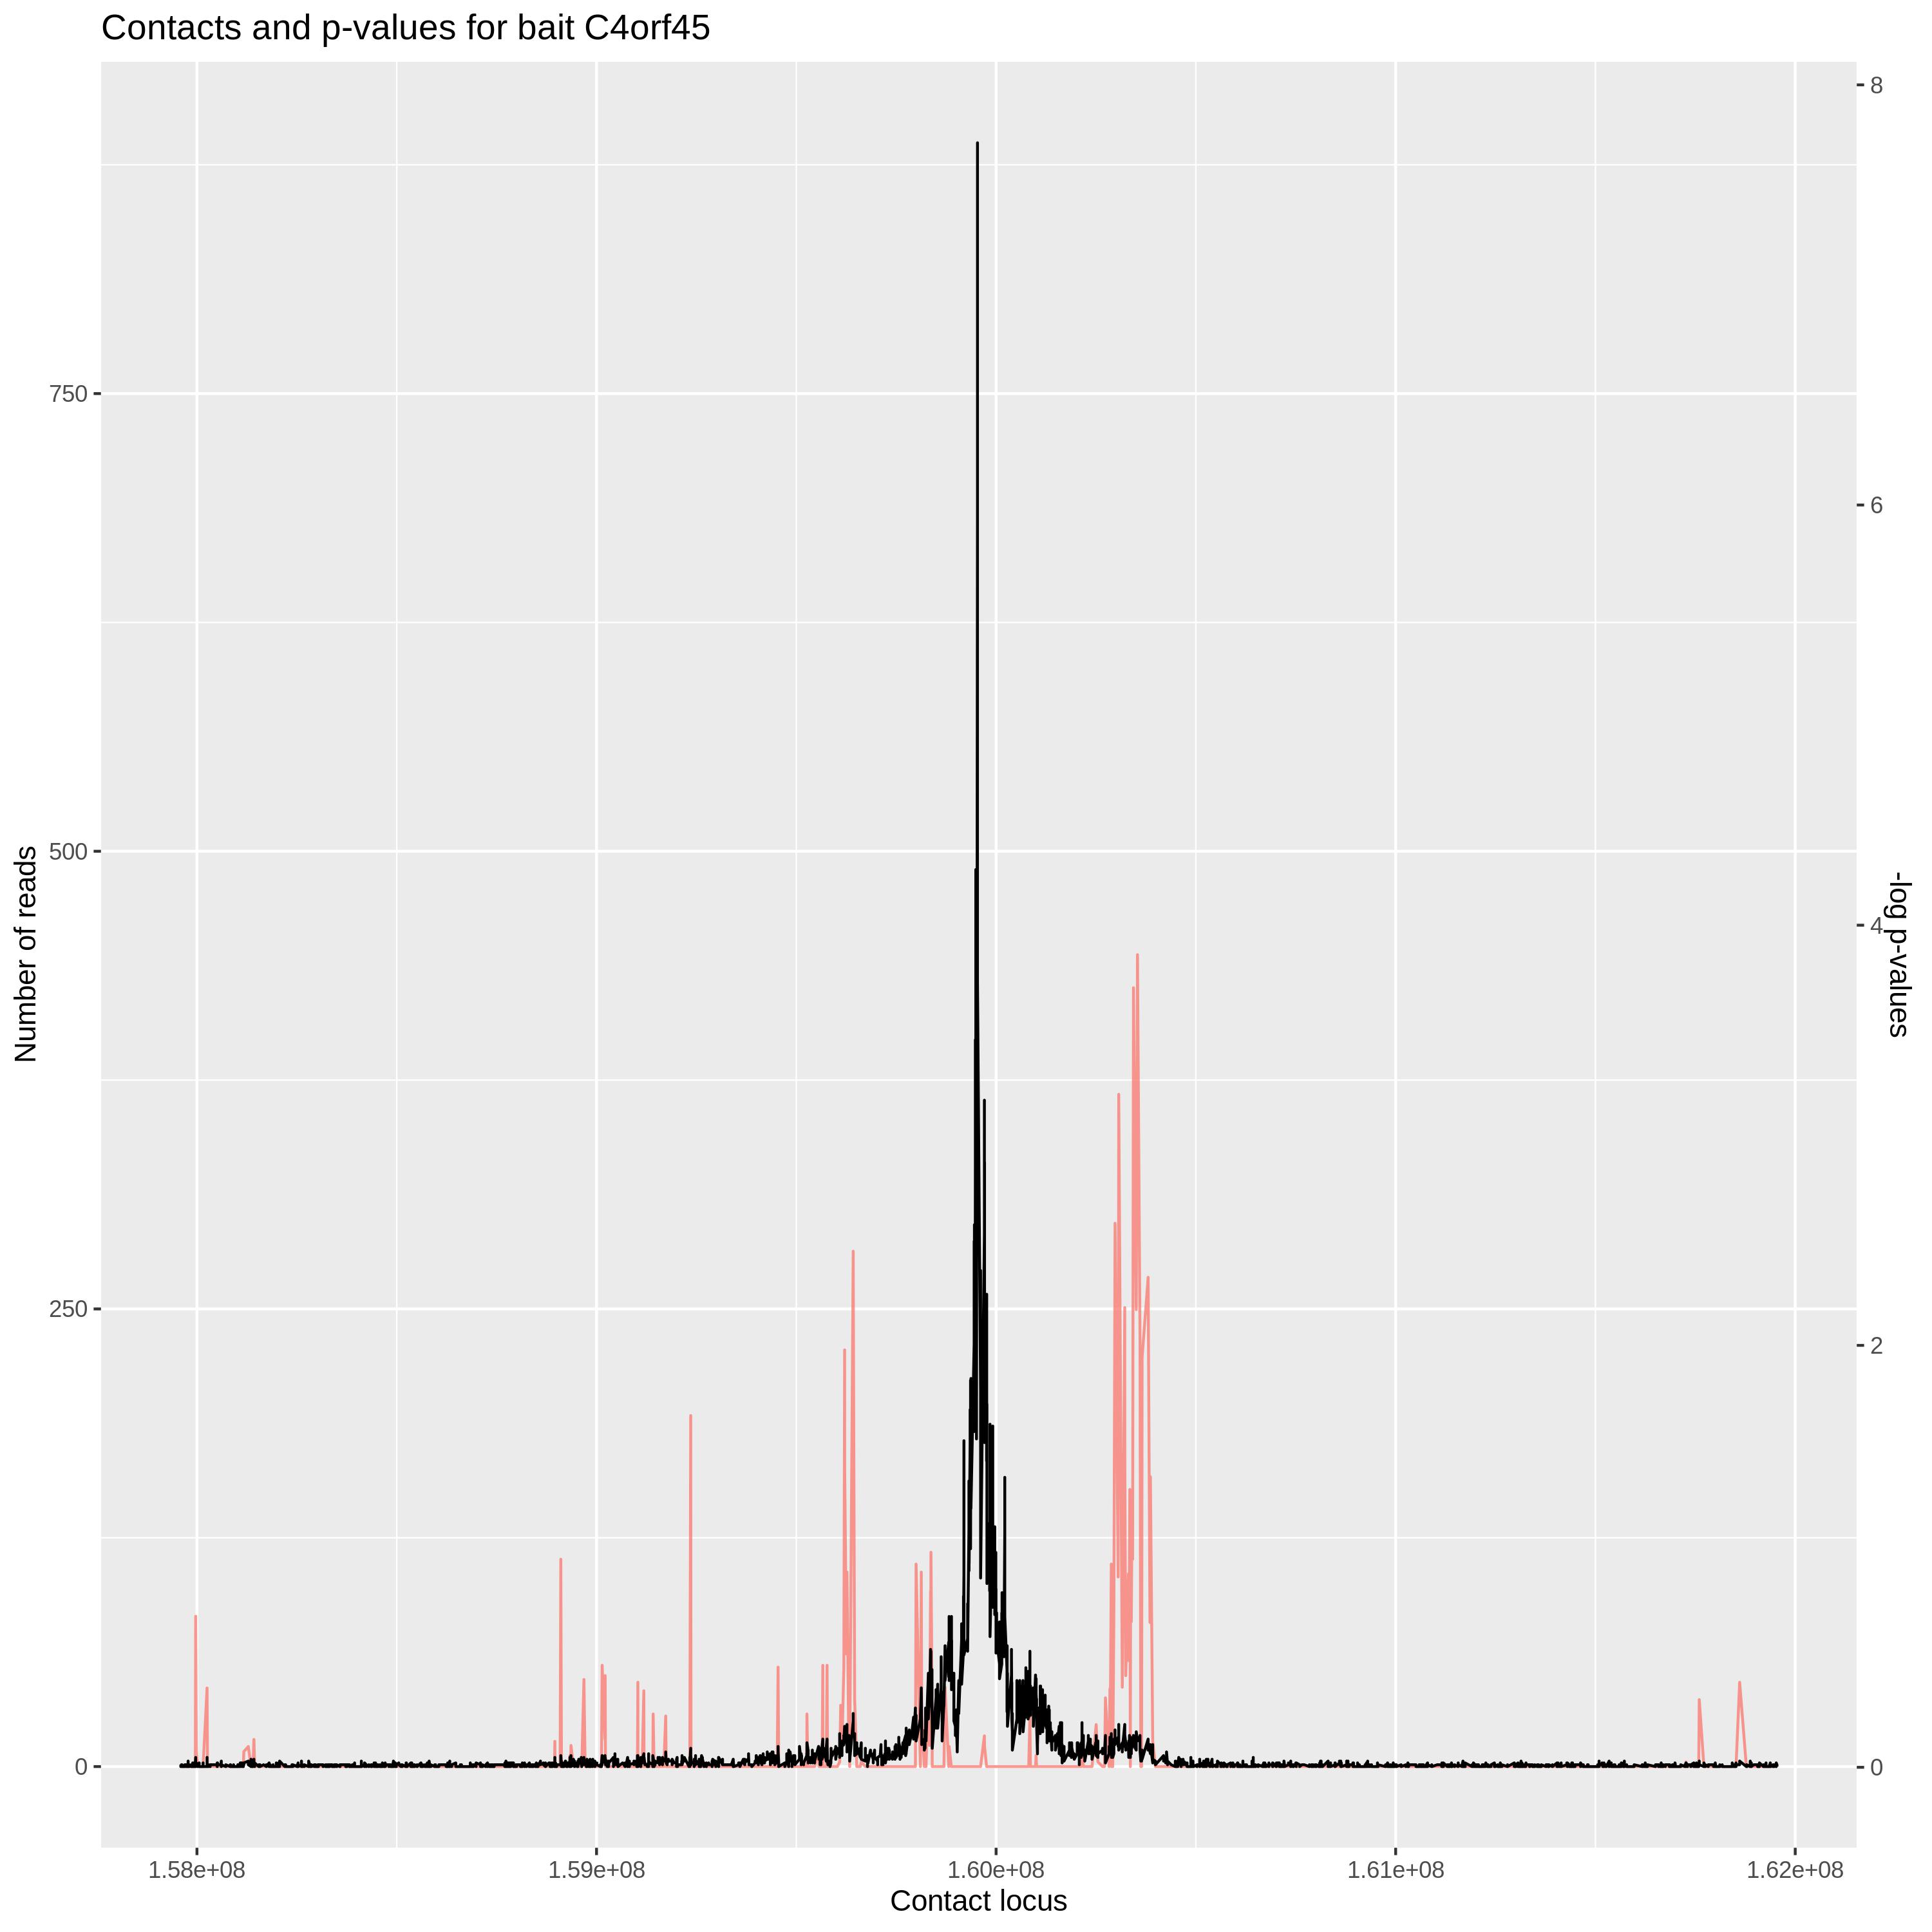 Contacts and p-values for bait C4orf45
8
750
6
500
Number of reads
4
-log p-values
250
2
0
0
1.58e+08
1.59e+08
1.60e+08
1.61e+08
1.62e+08
Contact locus